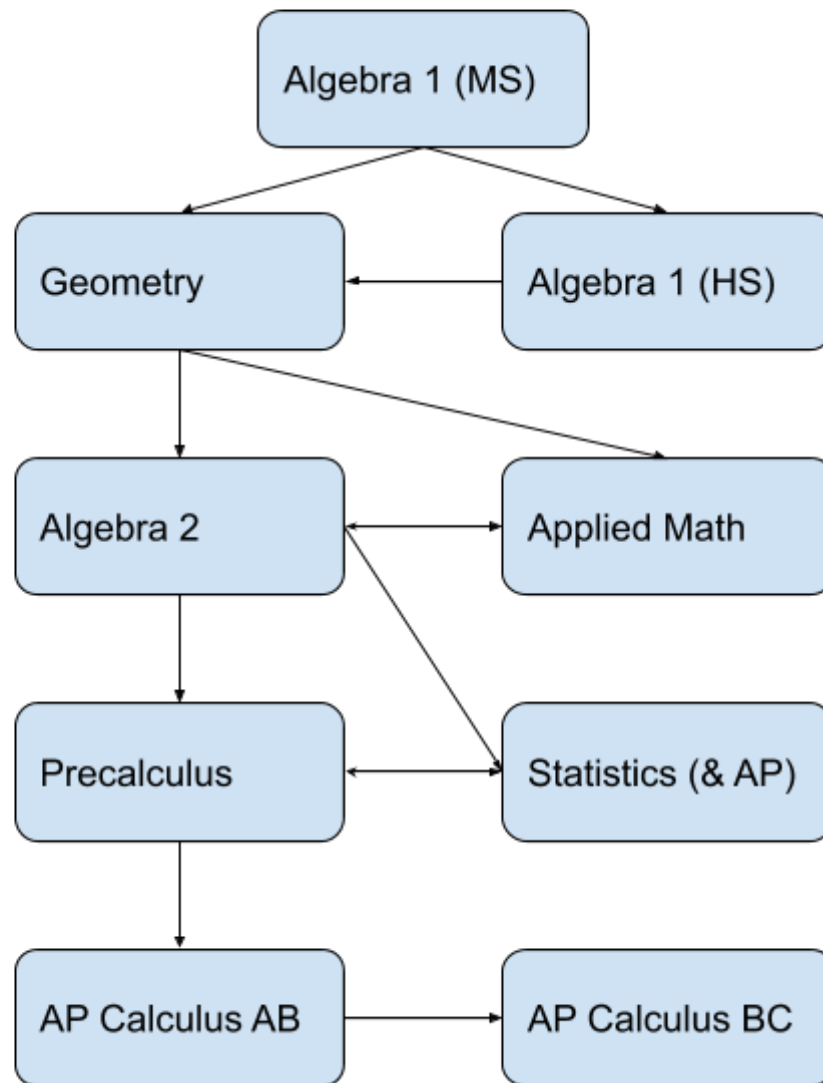 Algebra 1 (MS)
Geometry
Algebra 1 (HS)
Algebra 2
Applied Math
Precalculus
Statistics (& AP)
AP Calculus AB
AP Calculus BC